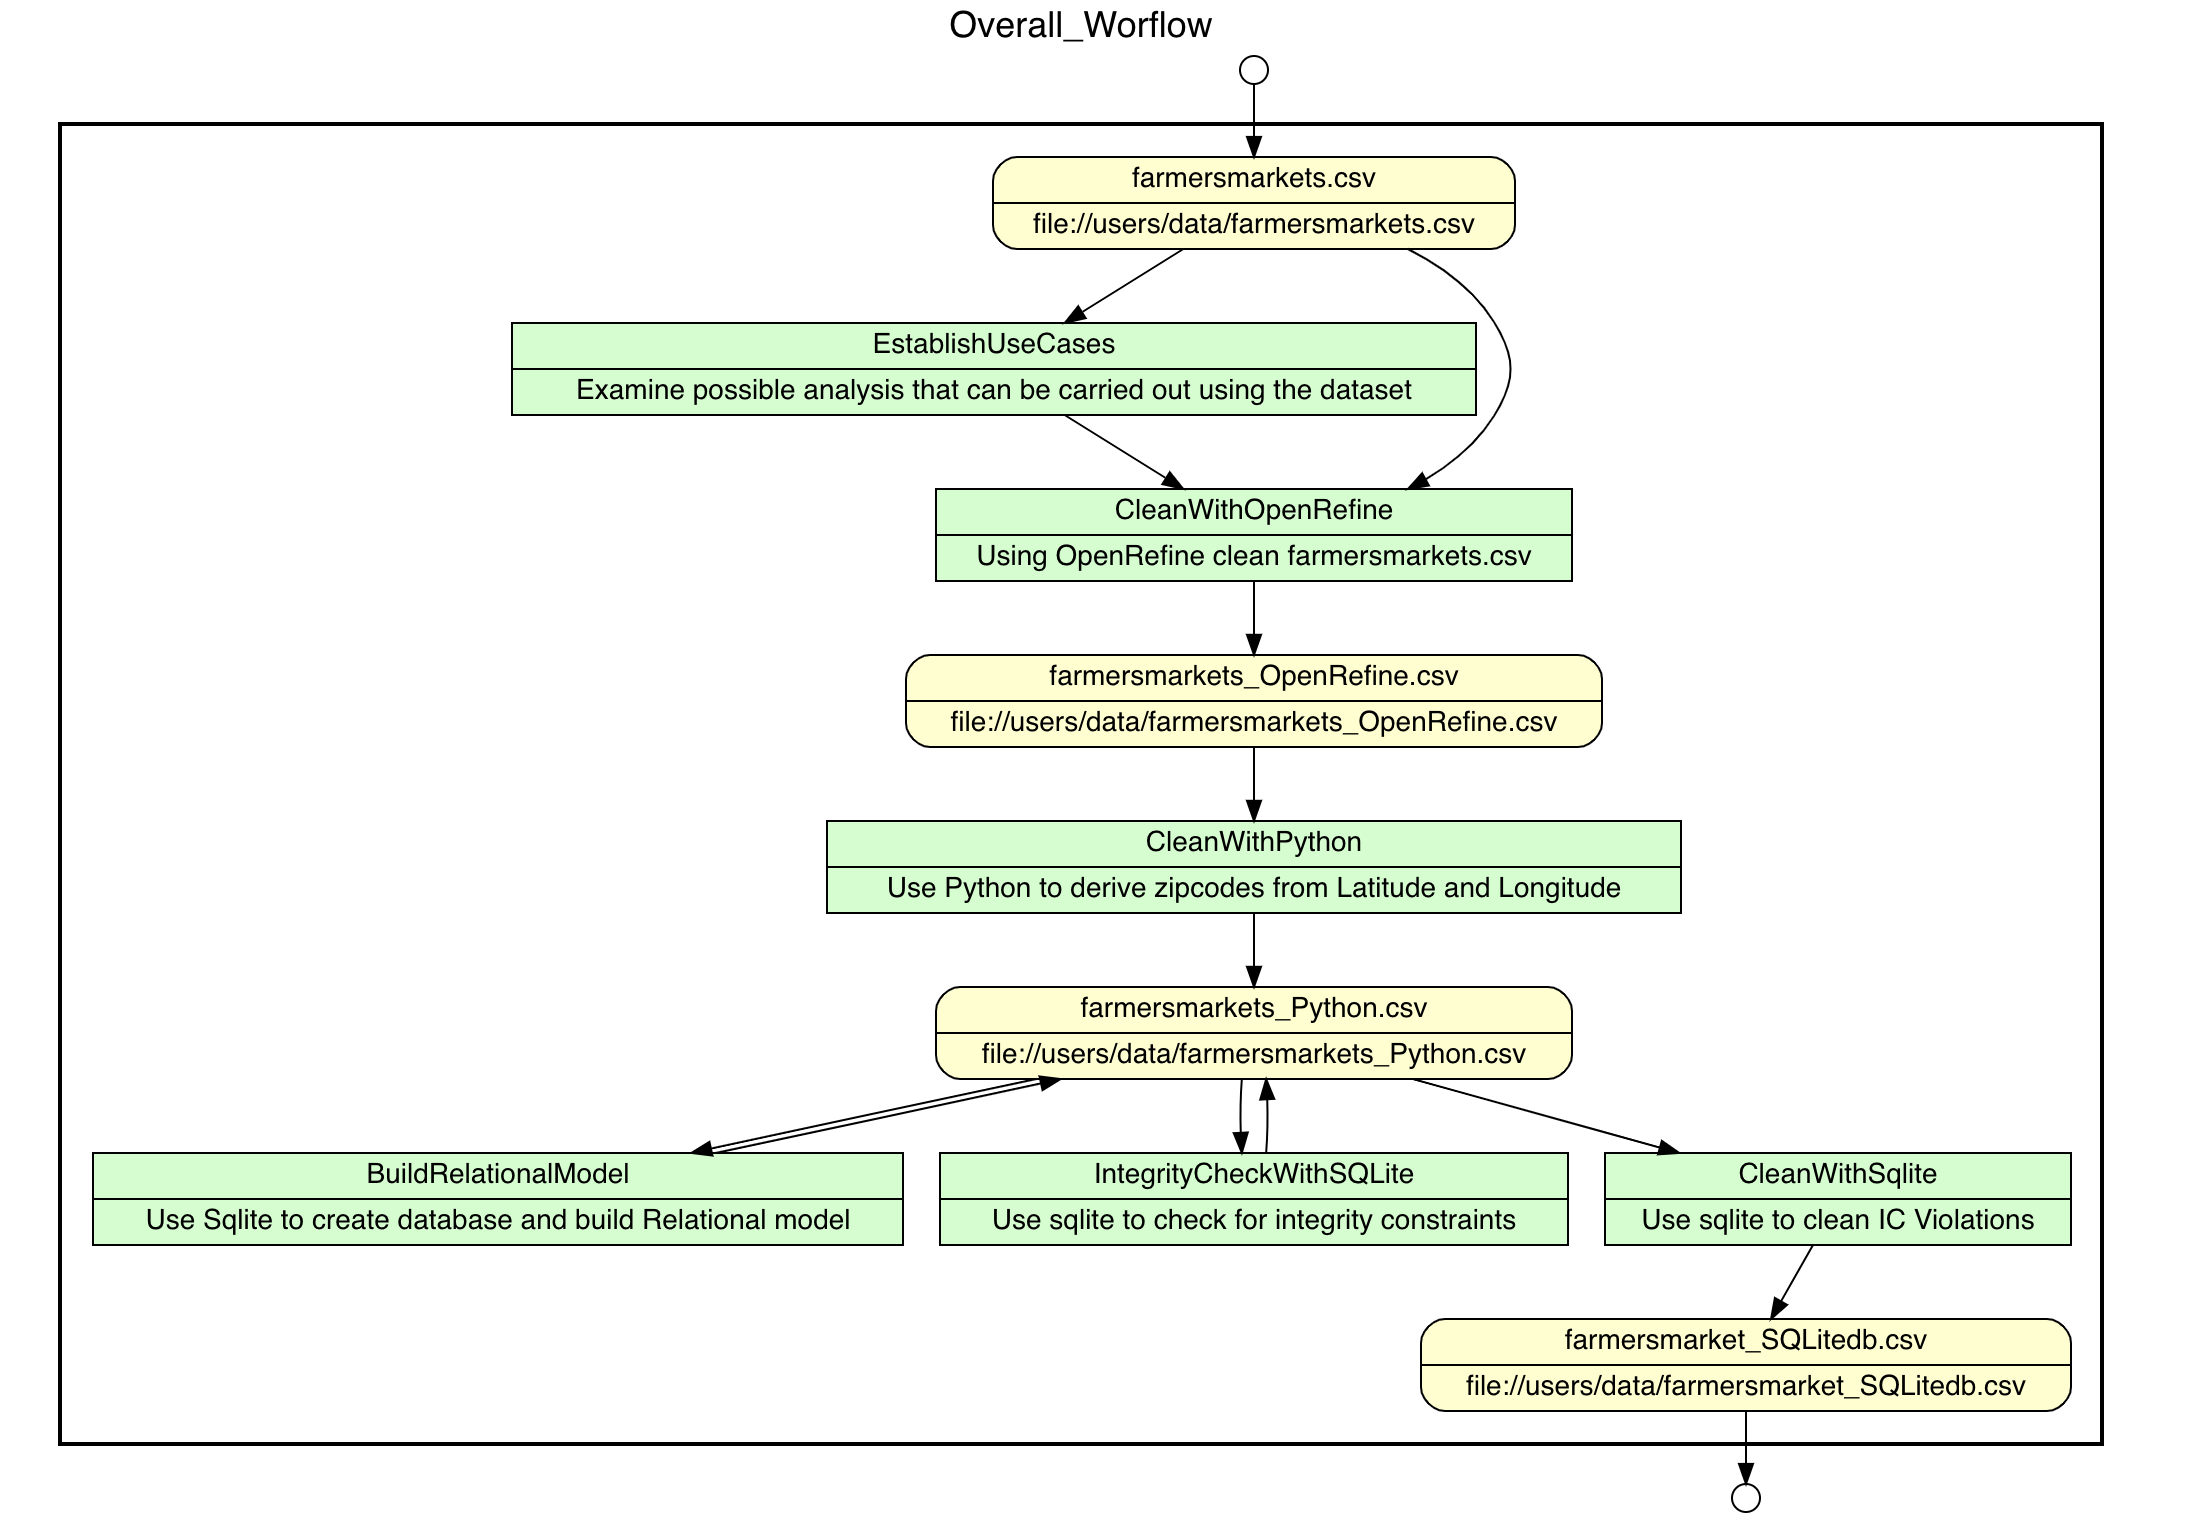 Overall_Worflow
farmersmarkets.csv
file://users/data/farmersmarkets.csv
EstablishUseCases
Examine possible analysis that can be carried out using the dataset
CleanWithOpenRefine
Using OpenRefine clean farmersmarkets.csv
farmersmarkets_OpenRefine.csv
file://users/data/farmersmarkets_OpenRefine.csv
CleanWithPython
Use Python to derive zipcodes from Latitude and Longitude
farmersmarkets_Python.csv
file://users/data/farmersmarkets_Python.csv
BuildRelationalModel
Use Sqlite to create database and build Relational model
IntegrityCheckWithSQLite
Use sqlite to check for integrity constraints
CleanWithSqlite
Use sqlite to clean IC Violations
farmersmarket_SQLitedb.csv
file://users/data/farmersmarket_SQLitedb.csv